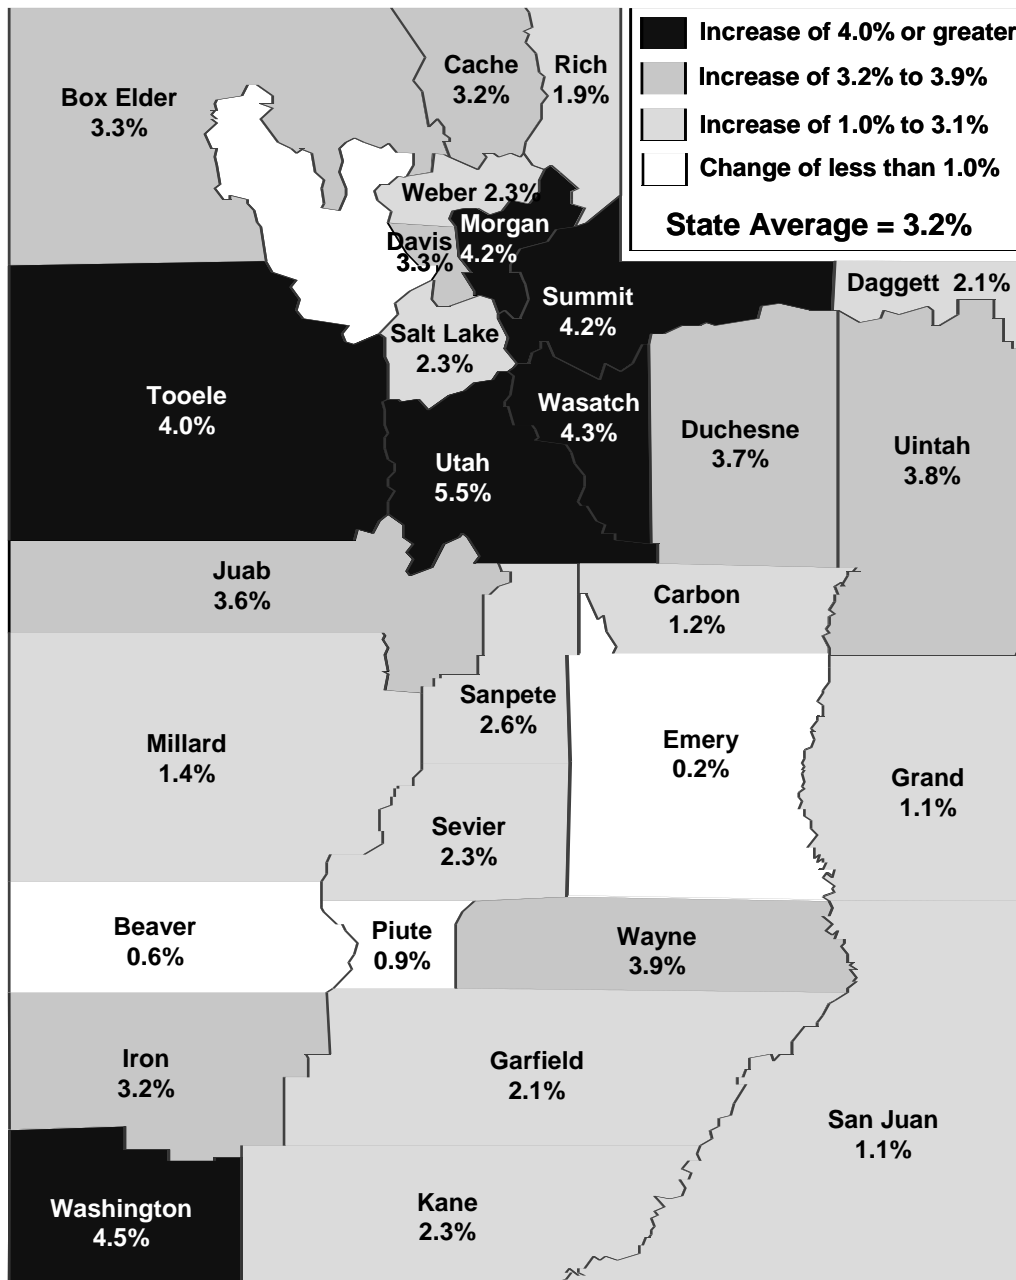 Increase of 4.0% or greater
Increase of 3.2% to 3.9%
Increase of 1.0% to 3.1%
Change of less than 1.0%
State Average = 3.2%
Cache
3.2%
Rich
1.9%
Box Elder
3.3%
Weber 2.3%
Morgan
4.2%
Davis
3.3%
Summit
4.2%
Daggett 2.1%
Salt Lake
2.3%
Tooele
4.0%
Wasatch
4.3%
Duchesne
3.7%
Uintah
3.8%
Utah
5.5%
Juab
3.6%
Carbon
1.2%
Sanpete
2.6%
Millard
1.4%
Emery
0.2%
Grand
1.1%
Sevier
2.3%
Beaver
0.6%
Piute
0.9%
Wayne
3.9%
Iron
3.2%
Garfield
2.1%
San Juan
1.1%
Washington
4.5%
Kane
2.3%